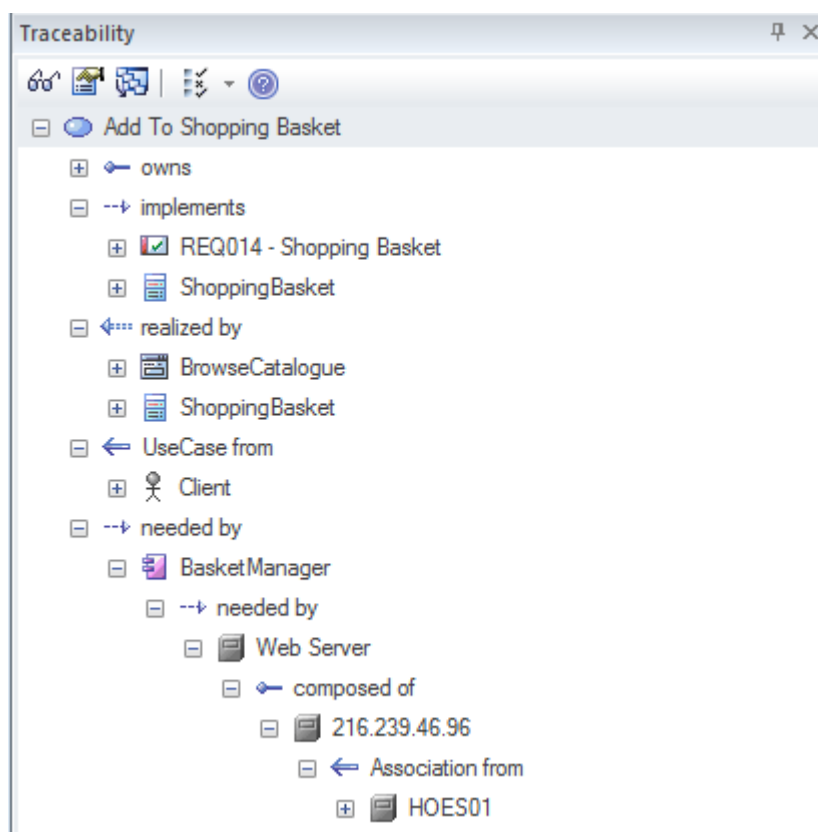 Traceability
Add To Shopping Basket
owns
implements
REQ014 - Shopping Basket
ShoppingBasket
realized by
BrowseCatalogue
ShoppingBasket
UseCase from
Client
needed by
BasketManager
needed by
Web Server
composed of
216.239.46.96
Association from
HOES01